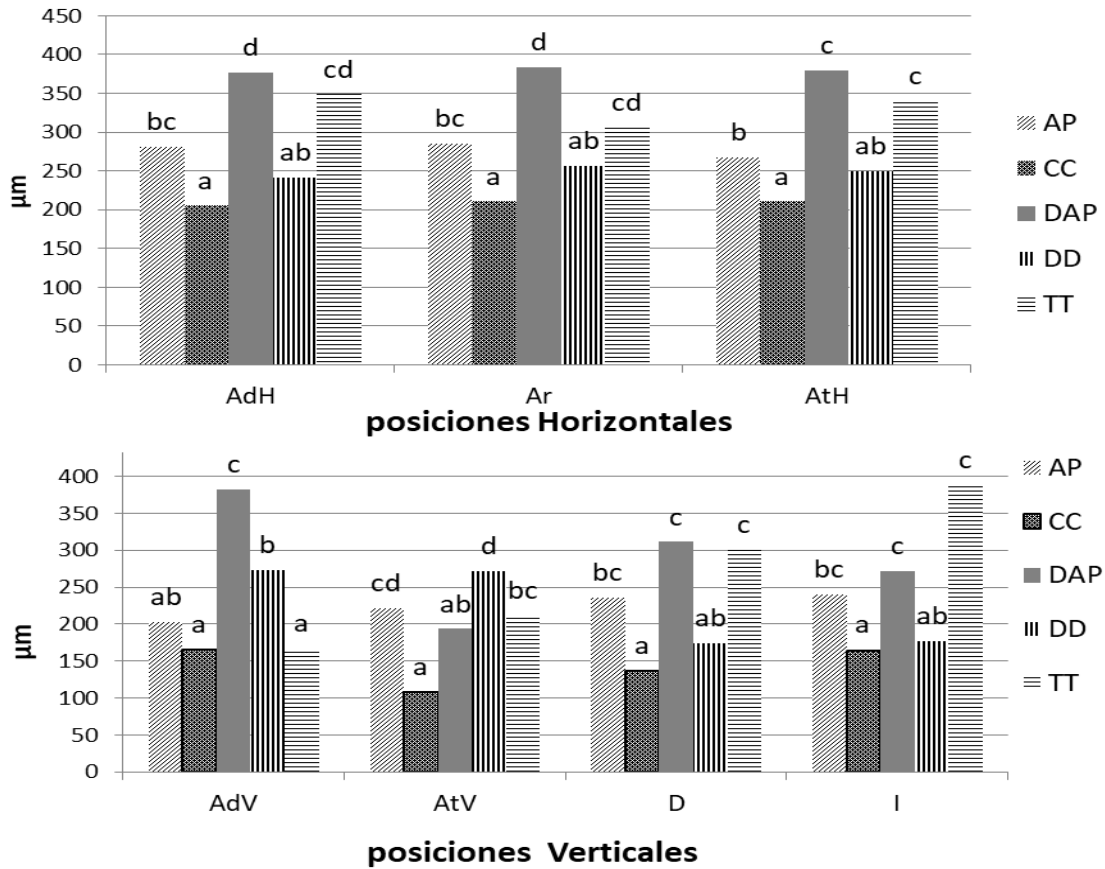 450
400
350
300
250
200
150
100
50
0
µm
bc a d ab cd
bc a d ab cd
b a c ab c
AdH Ar AtH
posiciones Horizontales
AP
CC
DAP
DD
TT
400
350
300
250
200
150
100
50
0
µm
ab a c b a
cd a ab d bc
bc a c ab c
bc a c ab c
AdV AtV D I
posiciones Verticales
AP
CC
DAP
DD
TT